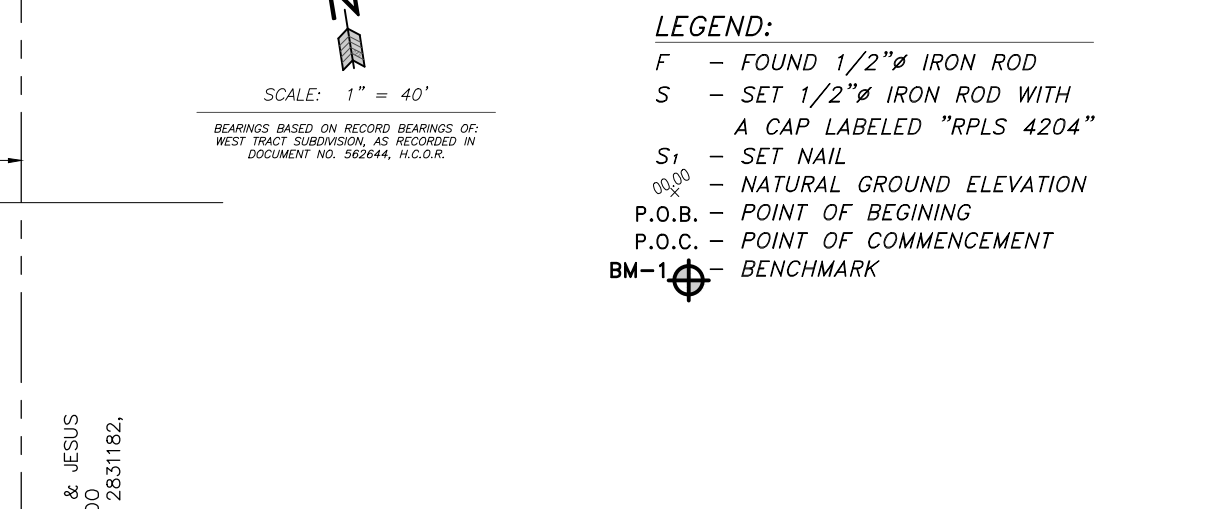 N
SCALE: 1" = 40'
BEARINGS BASED ON RECORD BEARINGS OF:
WEST TRACT SUBDIVISION, AS RECORDED IN
DOCUMENT NO. 562644, H.C.O.R.
LEGEND:
F – FOUND 1/2"ø IRON ROD
S – SET 1/2"ø IRON ROD WITH
A CAP LABELED "RPLS 4204"
S1 – SET NAIL
00.00 x – NATURAL GROUND ELEVATION
P.O.B. – POINT OF BEGINING
P.O.C. – POINT OF COMMENCEMENT
BM–1 – BENCHMARK
& JESUS
2831182,